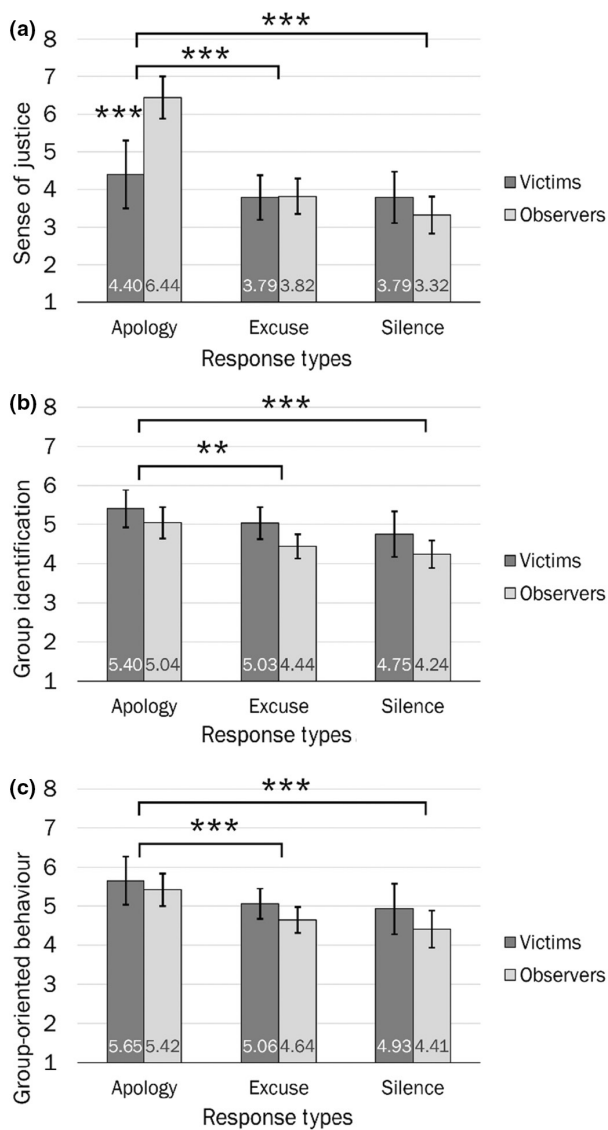 (a)
8
***
7
***
6
***
5
4
3
2
1
Sense of justice
4.40 6.44 3.79 3.82 3.79 3.32
Apology Excuse Silence
Response types
Victims
Observers
(b)
8
***
7
**
6
5
4
3
2
1
Group identification
5.40 5.04 5.03 4.44 4.75 4.24
Apology Excuse Silence
Response types
Victims
Observers
(c)
8
***
7
***
6
5
4
3
2
1
Group-oriented behaviour
5.65 5.42 5.06 4.64 4.93 4.41
Apology Excuse Silence
Response types
Victims
Observers